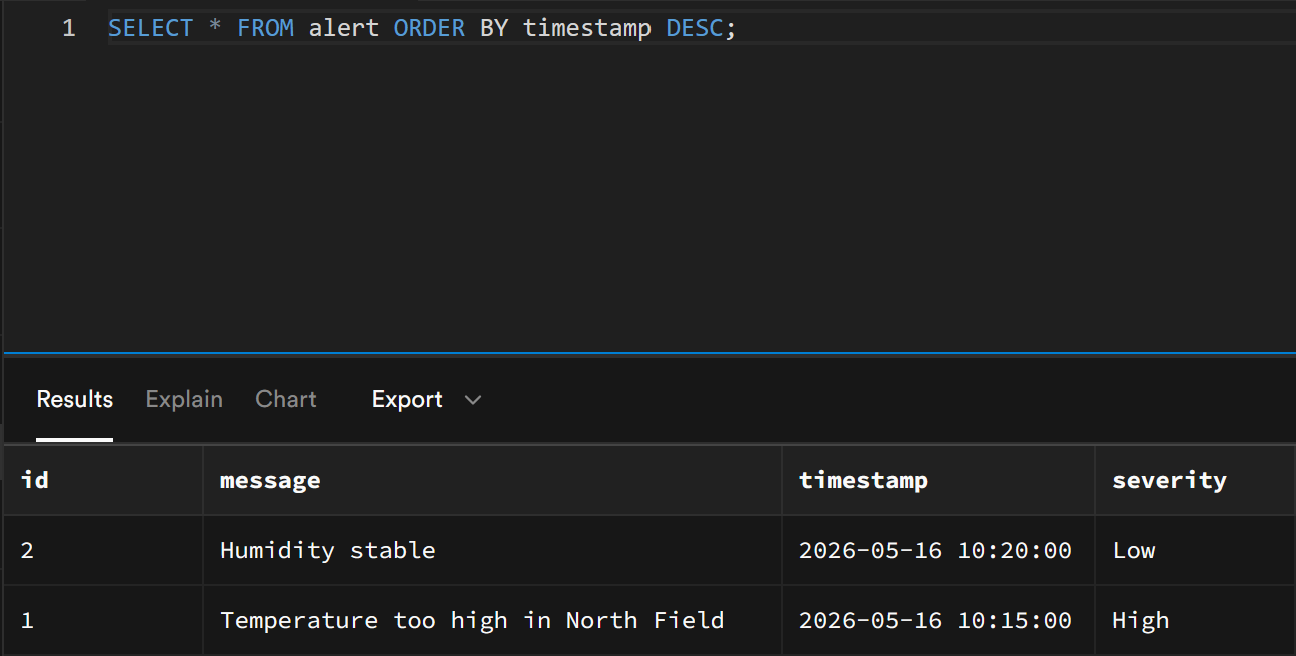 1 SELECT * FROM alert ORDER BY timestamp DESC;
Results Explain Chart Export
id message timestamp severity
2 Humidity stable 2026-05-16 10:20:00 Low
1 Temperature too high in North Field 2026-05-16 10:15:00 High